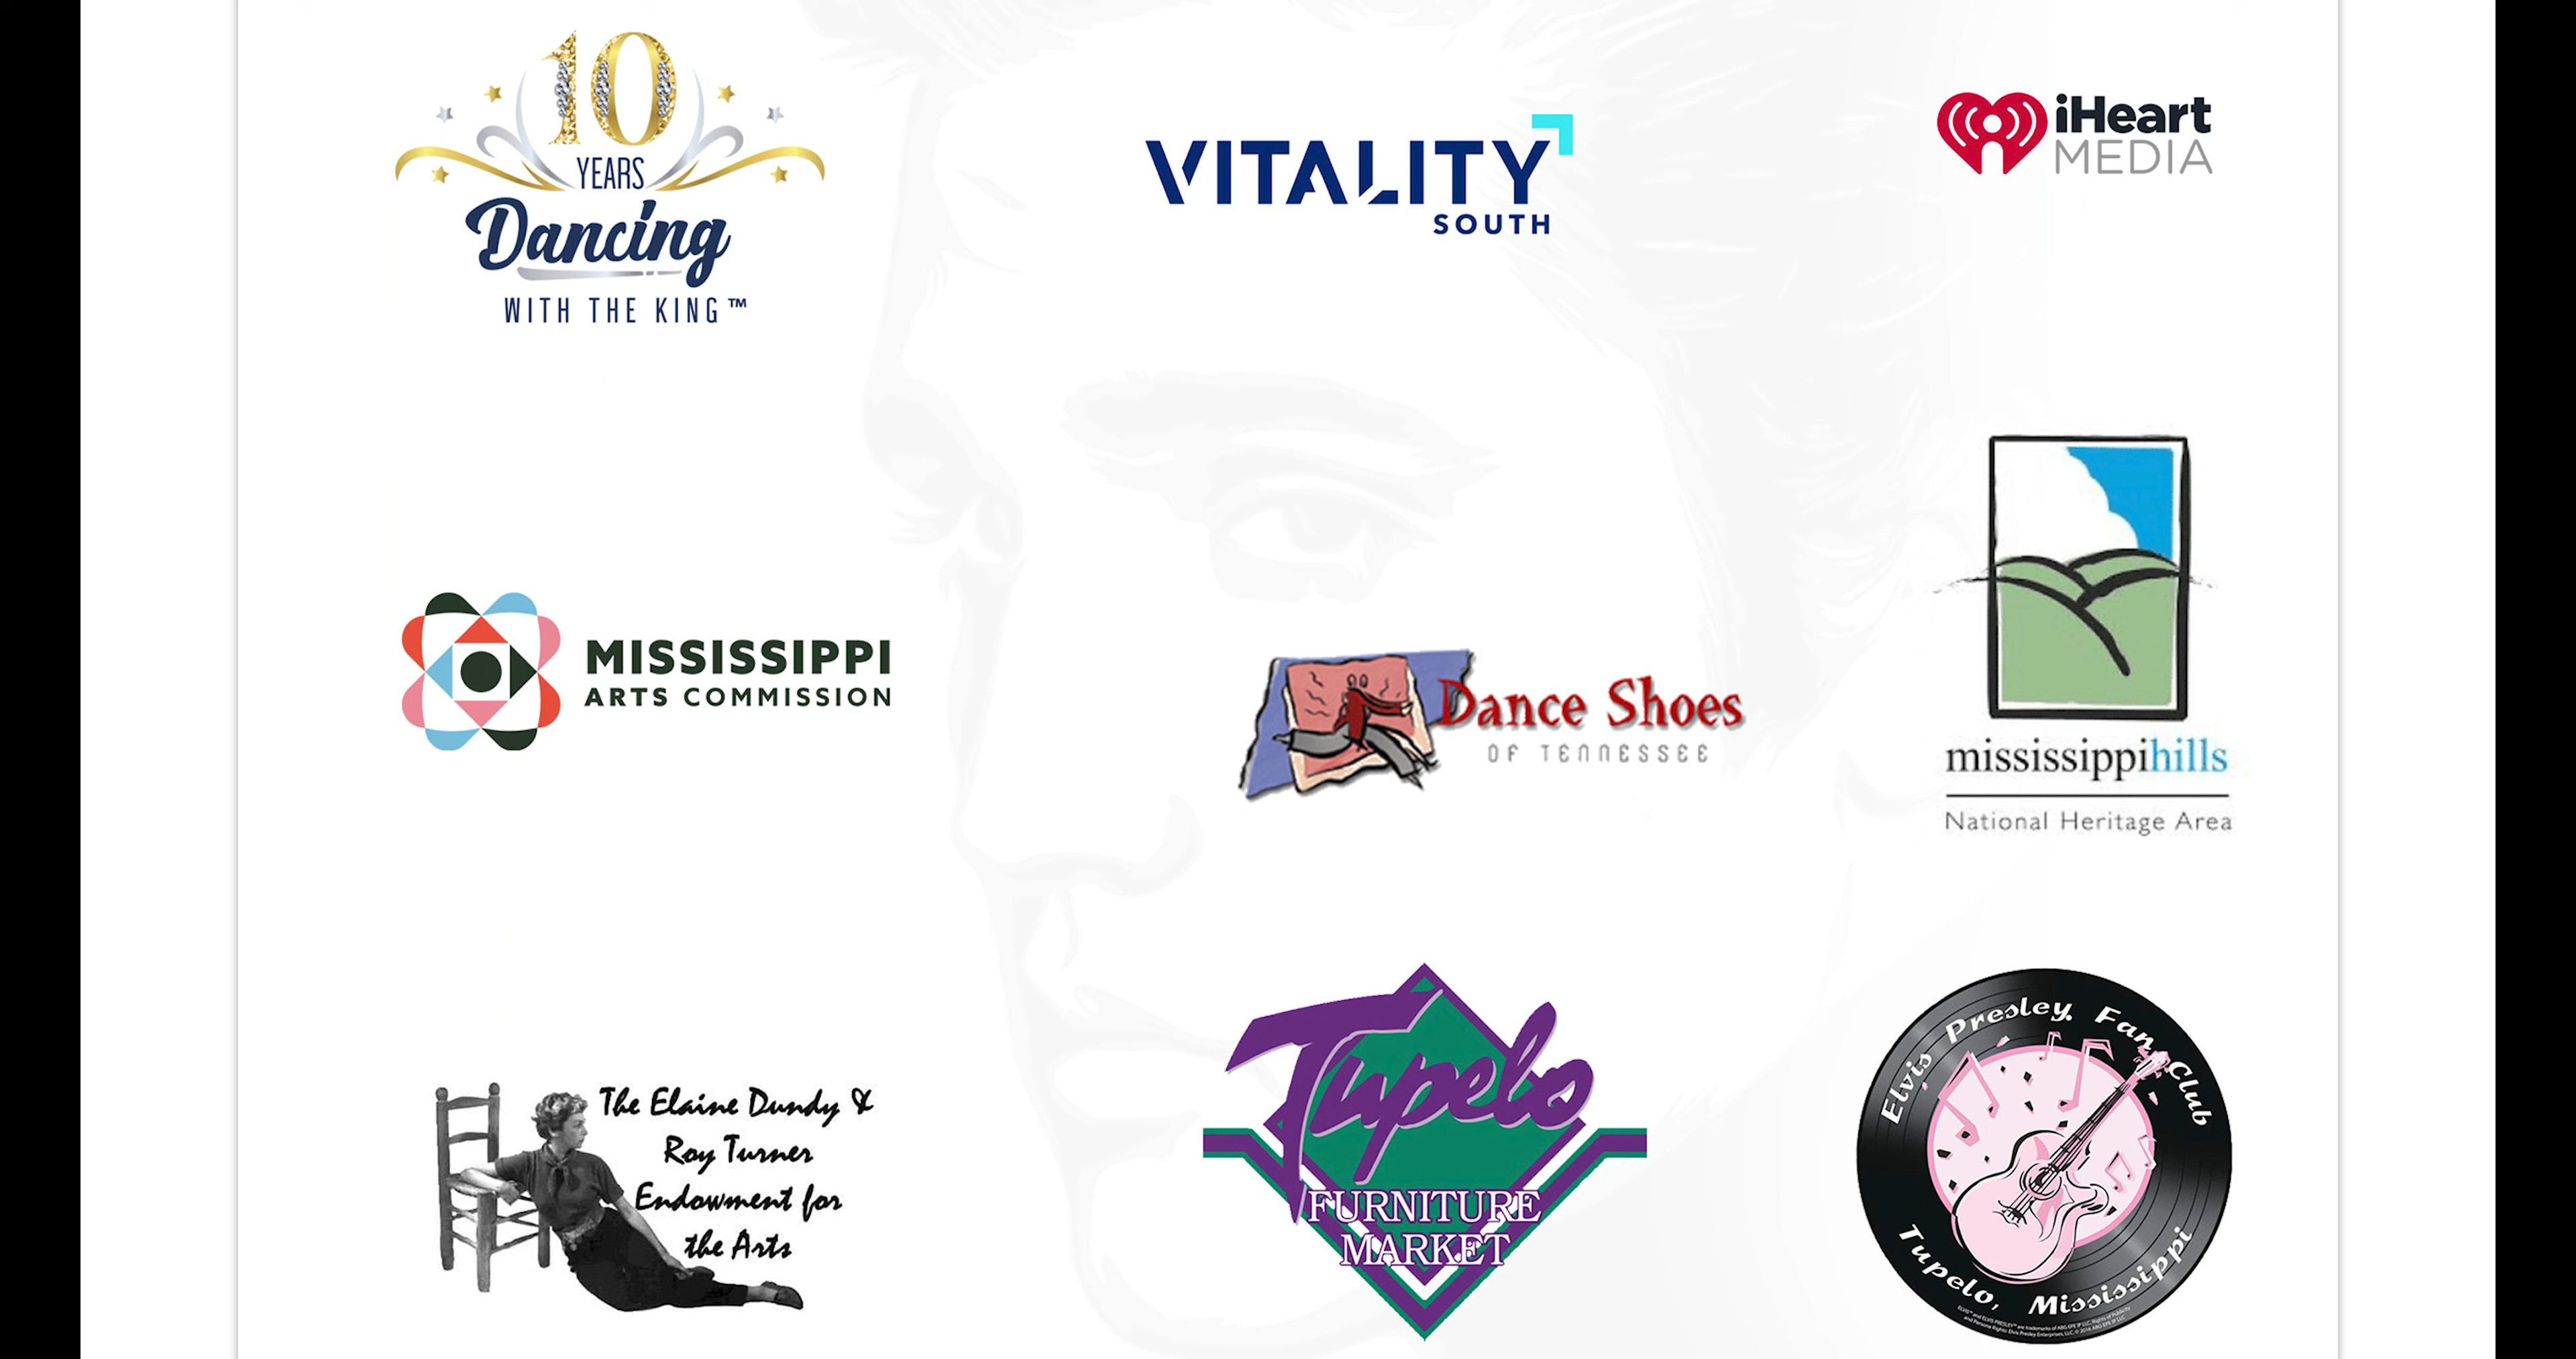 10
YEARS
Dancing
WITH THE KING™
VITALITY
SOUTH
iHeart
MEDIA
MISSISSIPPI
ARTS COMMISSION
Dance Shoes
OF TENNESSEE
mississippihills
National Heritage Area
The Elaine Dundy &
Roy Turner
Endowment for
the Arts
Tupelo
FURNITURE
MARKET
Elvis Presley Fan Club
Tupelo, Mississippi